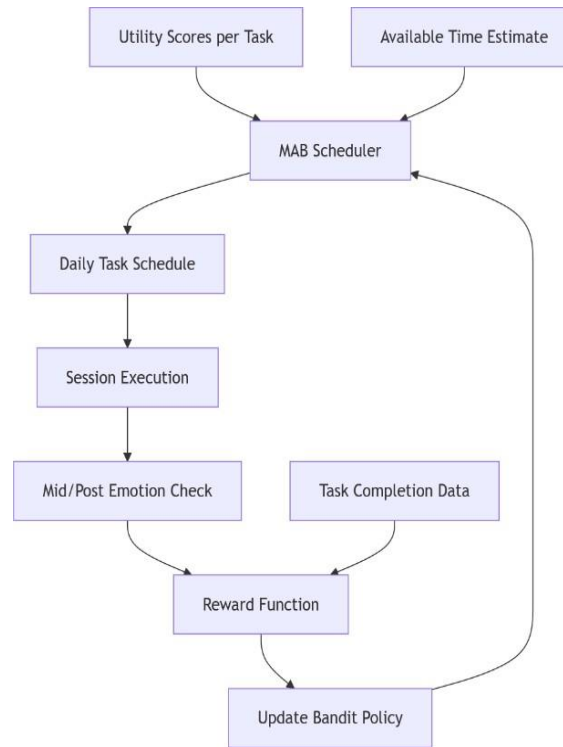 Utility Scores per Task
Available Time Estimate
MAB Scheduler
Daily Task Schedule
Session Execution
Mid/Post Emotion Check
Task Completion Data
Reward Function
Update Bandit Policy